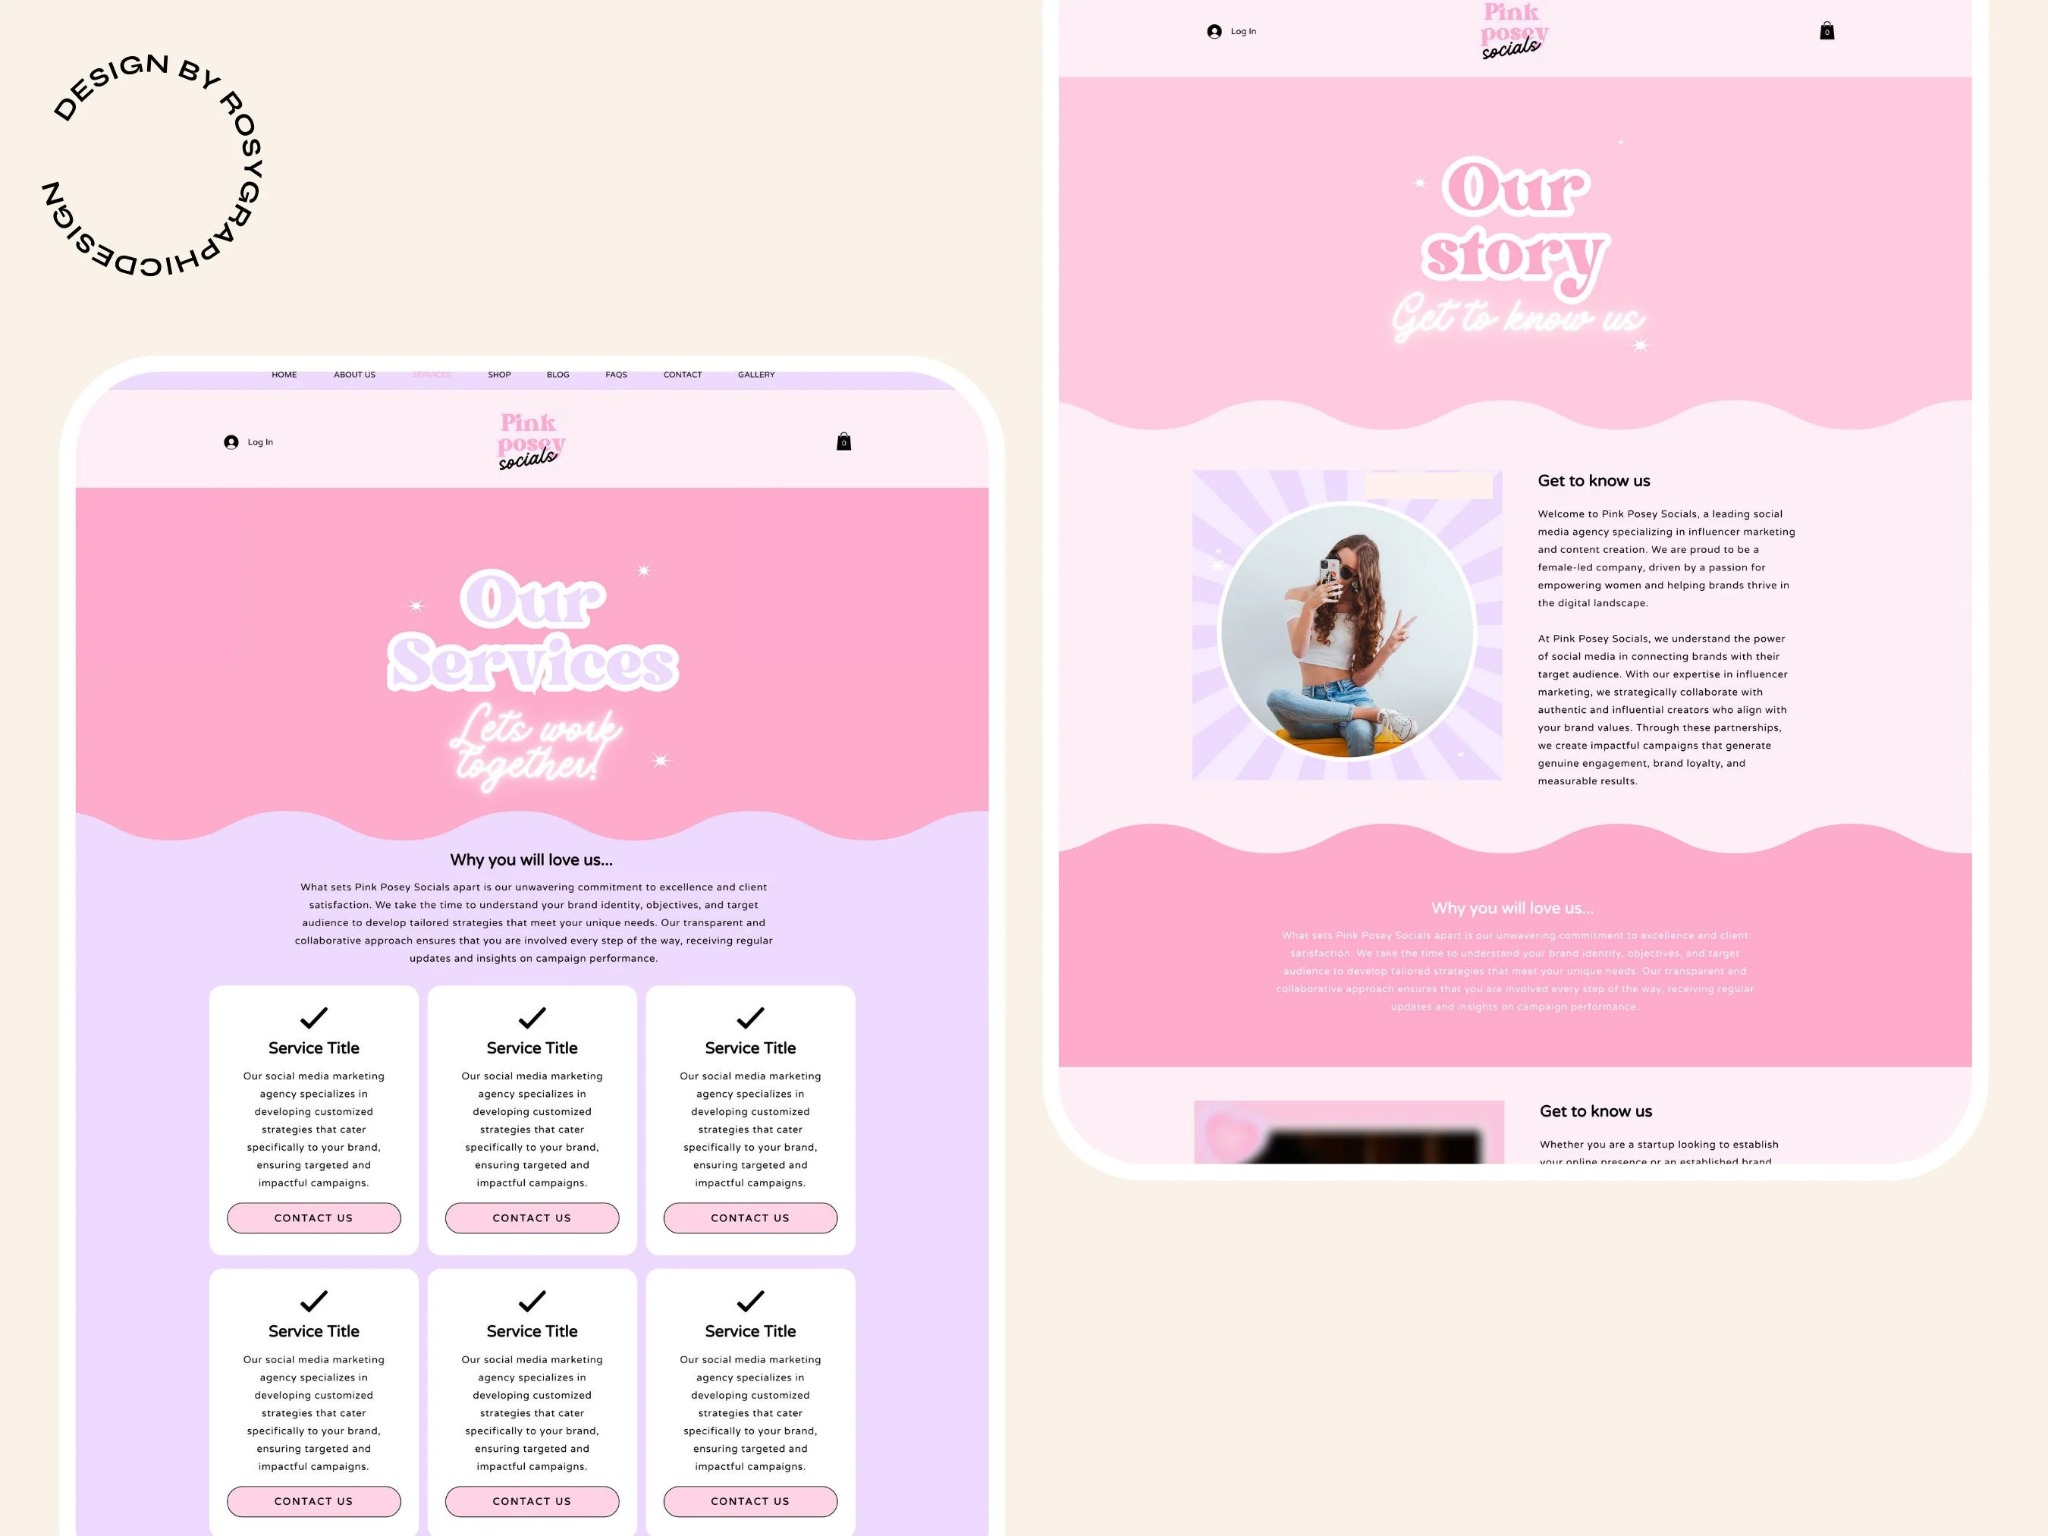 DESIGN BY ROSYGRAPHICDESIGN
HOME ABOUT US SERVICES SHOP BLOG FAQS CONTACT GALLERY
Log In
Pink
posey
socials
0
Our
Services
Lets work
together!
Why you will love us...
What sets Pink Posey Socials apart is our unwavering commitment to excellence and client
satisfaction. We take the time to understand your brand identity, objectives, and target
audience to develop tailored strategies that meet your unique needs. Our transparent and
collaborative approach ensures that you are involved every step of the way, receiving regular
updates and insights on campaign performance.
Service Title
Our social media marketing
agency specializes in
developing customized
strategies that cater
specifically to your brand,
ensuring targeted and
impactful campaigns.
CONTACT US
Service Title
Our social media marketing
agency specializes in
developing customized
strategies that cater
specifically to your brand,
ensuring targeted and
impactful campaigns.
CONTACT US
Service Title
Our social media marketing
agency specializes in
developing customized
strategies that cater
specifically to your brand,
ensuring targeted and
impactful campaigns.
CONTACT US
Service Title
Our social media marketing
agency specializes in
developing customized
strategies that cater
specifically to your brand,
ensuring targeted and
impactful campaigns.
CONTACT US
Service Title
Our social media marketing
agency specializes in
developing customized
strategies that cater
specifically to your brand,
ensuring targeted and
impactful campaigns.
CONTACT US
Service Title
Our social media marketing
agency specializes in
developing customized
strategies that cater
specifically to your brand,
ensuring targeted and
impactful campaigns.
CONTACT US
Log In
Pink
posey
socials
0
Our
story
Get to know us
Get to know us
Welcome to Pink Posey Socials, a leading social
media agency specializing in influencer marketing
and content creation. We are proud to be a
female-led company, driven by a passion for
empowering women and helping brands thrive in
the digital landscape.
At Pink Posey Socials, we understand the power
of social media in connecting brands with their
target audience. With our expertise in influencer
marketing, we strategically collaborate with
authentic and influential creators who align with
your brand values. Through these partnerships,
we create impactful campaigns that generate
genuine engagement, brand loyalty, and
measurable results.
Why you will love us...
What sets Pink Posey Socials apart is our unwavering commitment to excellence and client
satisfaction. We take the time to understand your brand identity, objectives, and target
audience to develop tailored strategies that meet your unique needs. Our transparent and
collaborative approach ensures that you are involved every step of the way, receiving regular
updates and insights on campaign performance.
Get to know us
Whether you are a startup looking to establish
your online presence or an established brand